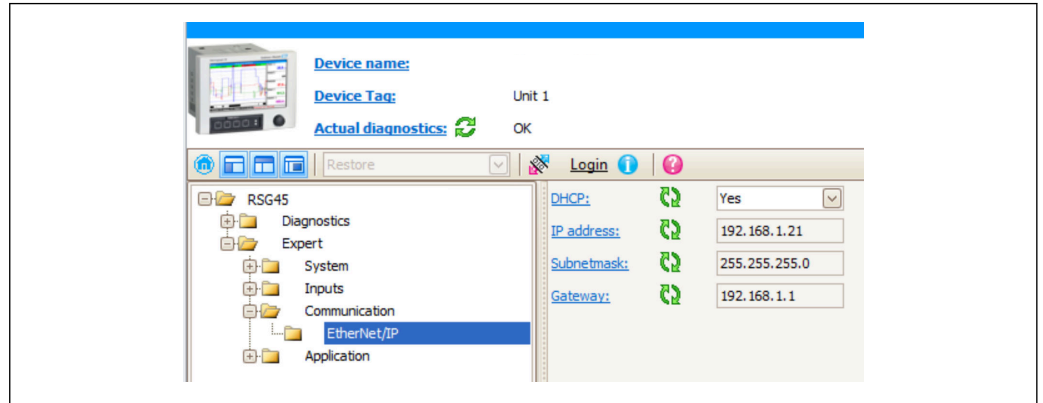 Device name:
Device Tag: Unit 1
Actual diagnostics: OK
Restore Login
RSG45
Diagnostics
Expert
System
Inputs
Communication
EtherNet/IP
Application
DHCP: Yes
IP address: 192.168.1.21
Subnetmask: 255.255.255.0
Gateway: 192.168.1.1